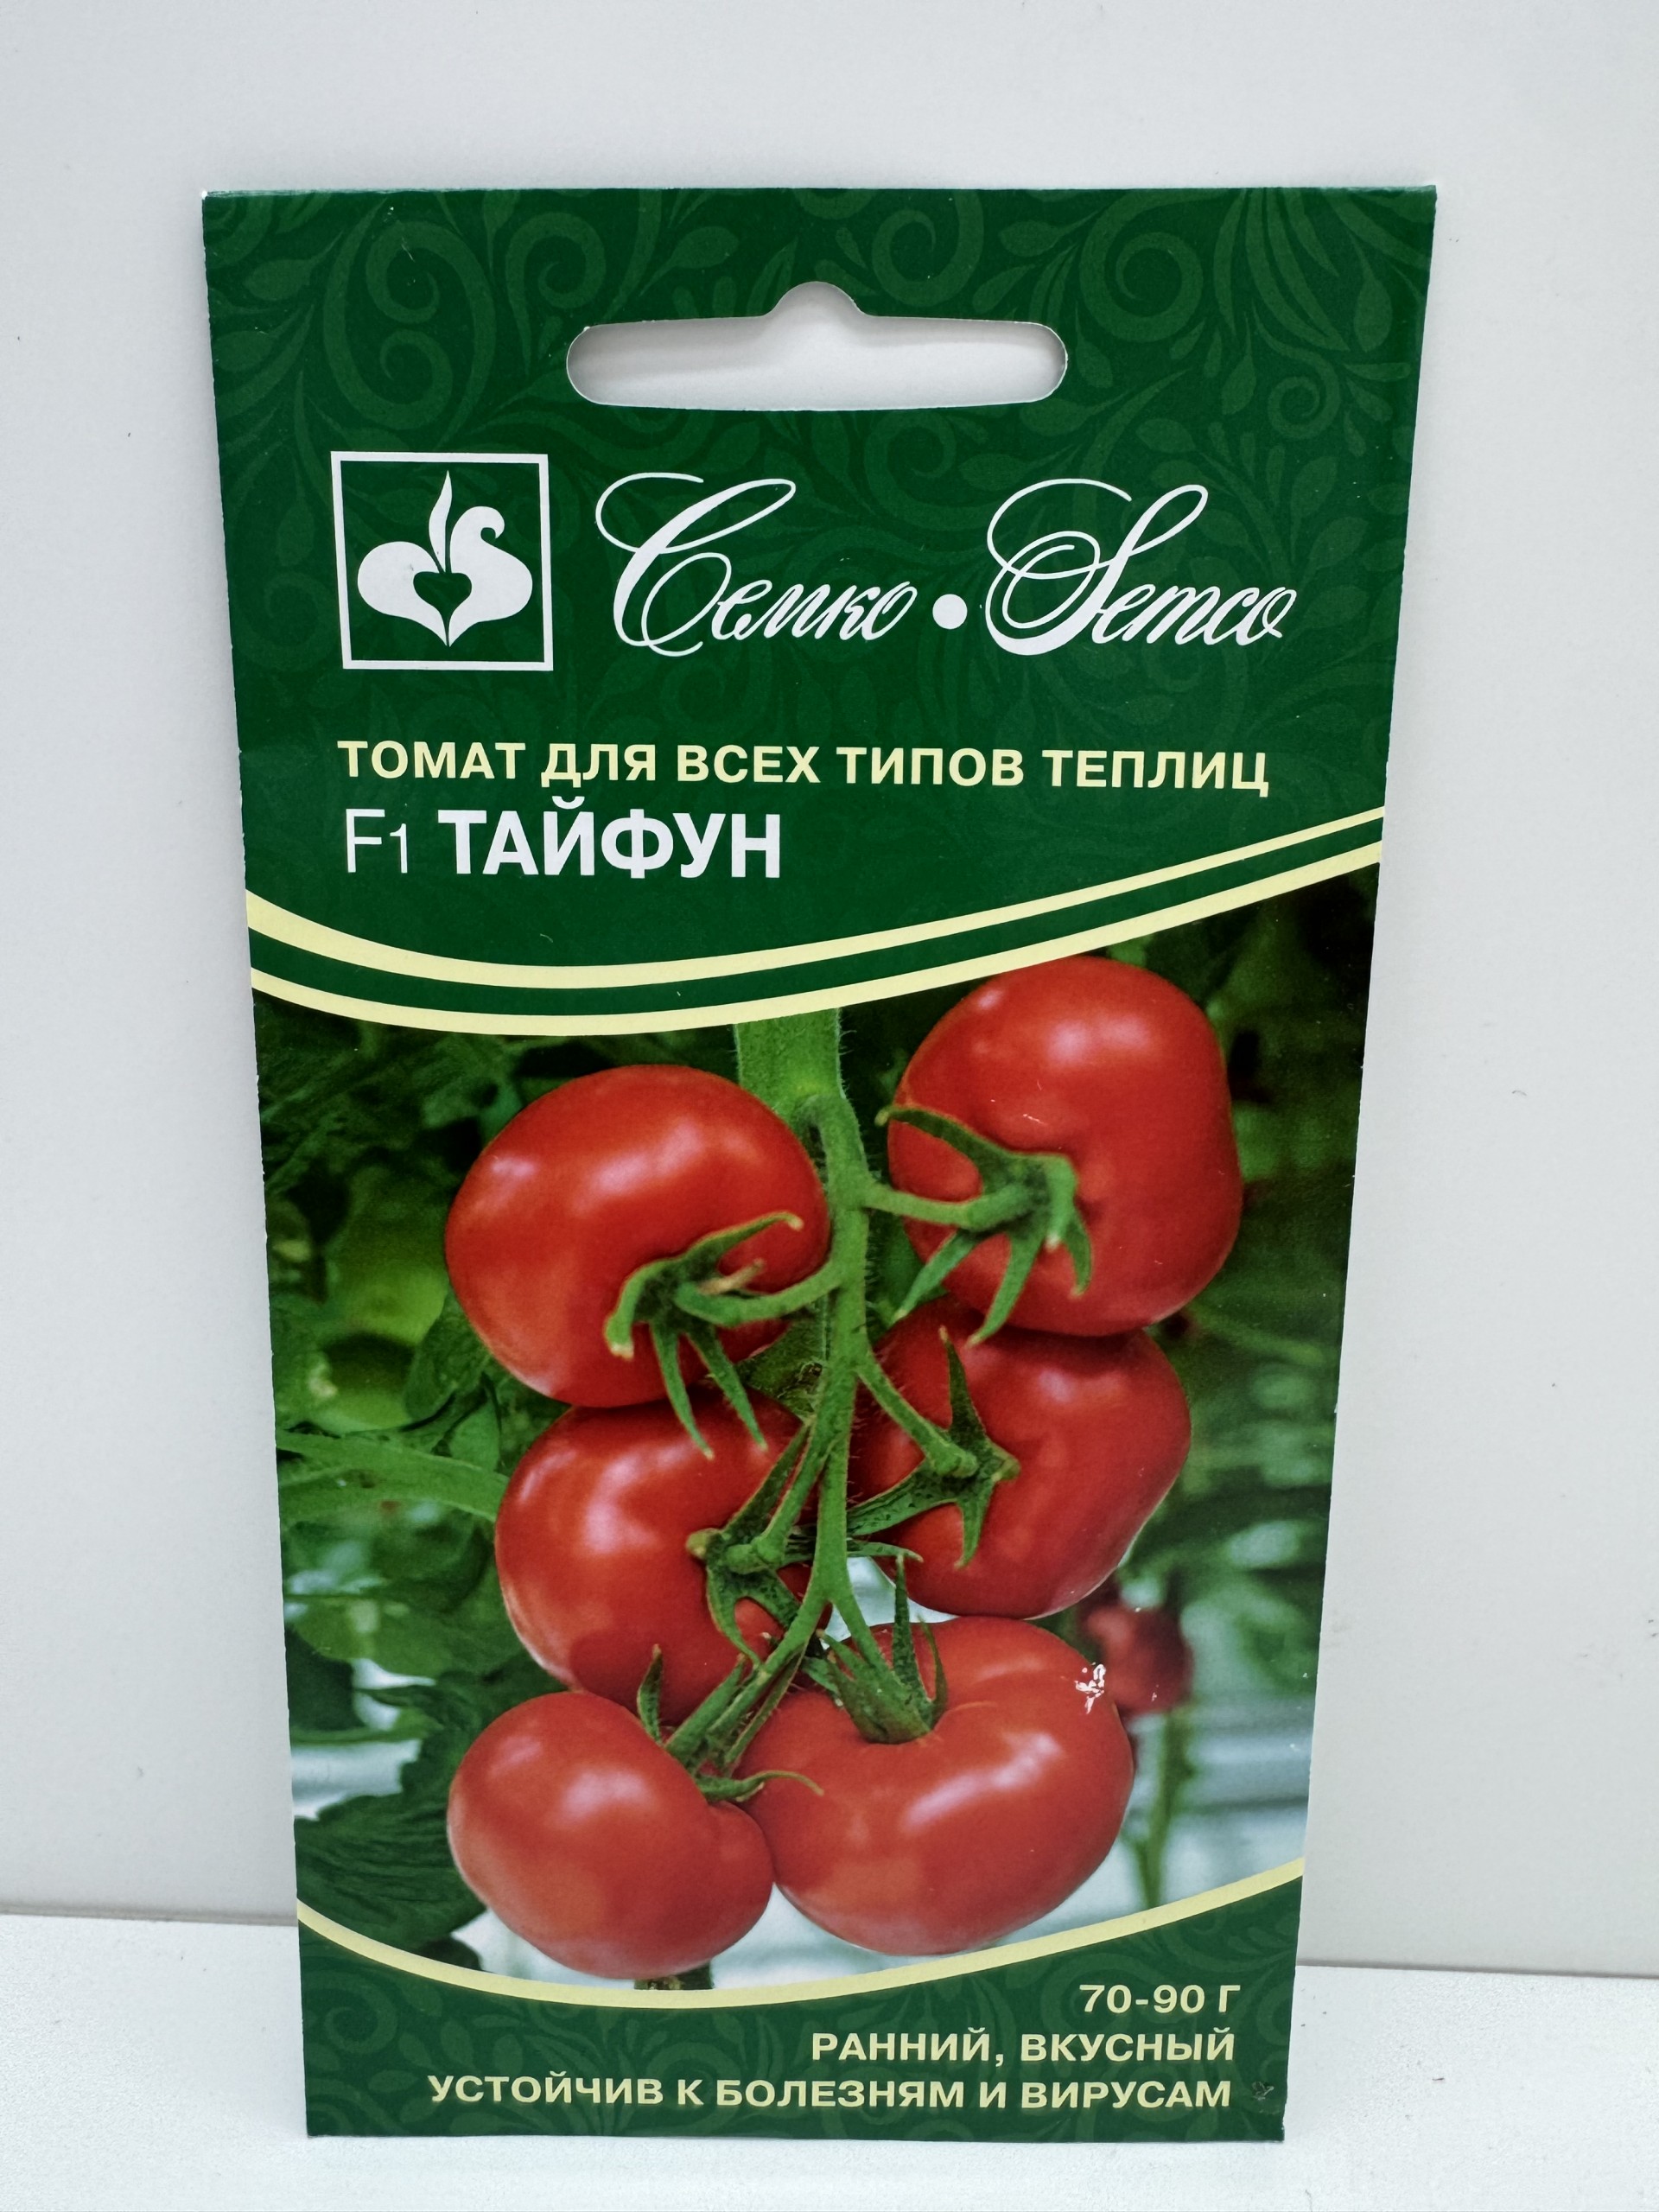 Семко • Semco
ТОМАТ ДЛЯ ВСЕХ ТИПОВ ТЕПЛИЦ
F1 ТАЙФУН
70-90 Г
РАННИЙ, ВКУСНЫЙ
УСТОЙЧИВ К БОЛЕЗНЯМ И ВИРУСАМ